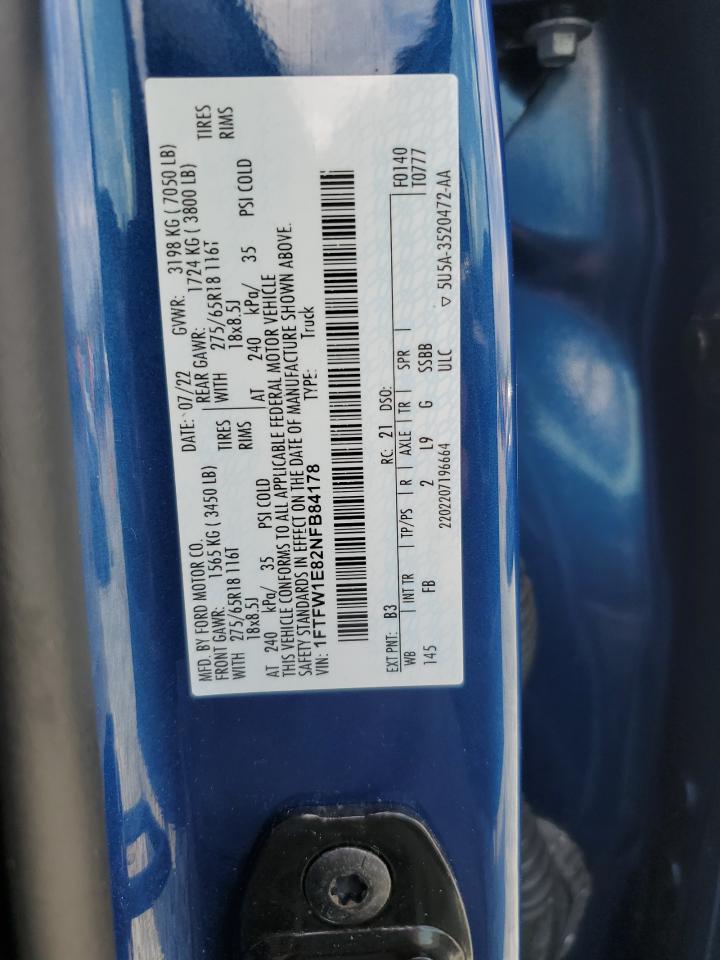 MFD. BY FORD MOTOR CO.
DATE: 07/22 GVWR: 3198 KG ( 7050 LB)
FRONT GAWR: 1565 KG ( 3450 LB)
REAR GAWR: 1724 KG ( 3800 LB)
WITH 275/65R18 116T TIRES
WITH 275/65R18 116T TIRES
18x8.5J RIMS
18x8.5J RIMS
AT 240 kPa/ 35 PSI COLD
AT 240 kPa/ 35 PSI COLD
THIS VEHICLE CONFORMS TO ALL APPLICABLE FEDERAL MOTOR VEHICLE
SAFETY STANDARDS IN EFFECT ON THE DATE OF MANUFACTURE SHOWN ABOVE.
VIN: 1FTFW1E82NFB84178
TYPE: Truck
EXT PNT: B3 RC: 21 DSO: F0140
T0777
WB | INT TR | TP/PS | R | AXLE | TR | SPR
145 FB 2 L9 G SSBB
2202207196664 ULC ▽ 5U5A-3520472-AA